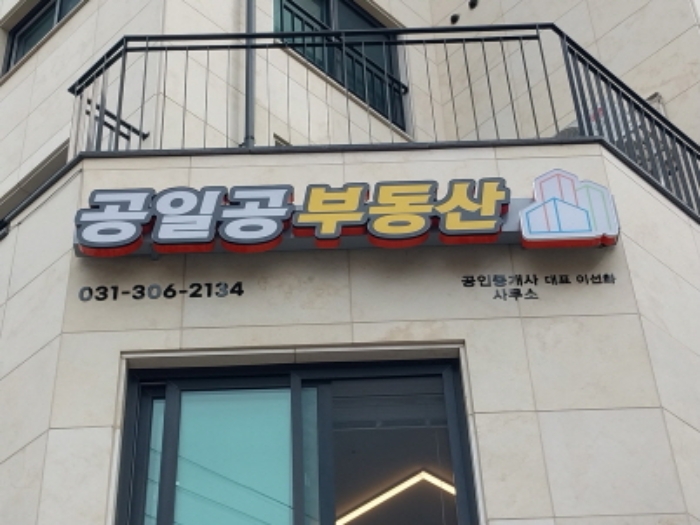 공일공부동산
031-306-2134
공인중개사 대표 이선화
사무소